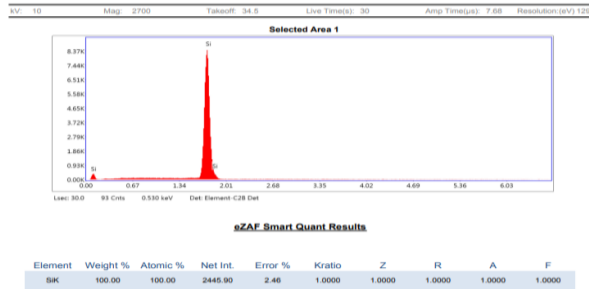 kV: 10 Mag: 2700 Takeoff: 34.5 Live Time(s): 30 Amp Time(µs): 7.68 Resolution:(eV) 129
Selected Area 1
Si
8.37K
7.44K
6.51K
5.58K
4.65K
3.72K
2.79K
1.86K
0.93K
0.00K
Si
Si
0.00 0.67 1.34 2.01 2.68 3.35 4.02 4.69 5.36 6.03
Lsec: 30.0 93 Cnts 0.530 keV Det: Element-C2B Det
eZAF Smart Quant Results
Element Weight % Atomic % Net Int. Error % Kratio Z R A F
SiK 100.00 100.00 2445.90 2.46 1.0000 1.0000 1.0000 1.0000 1.0000